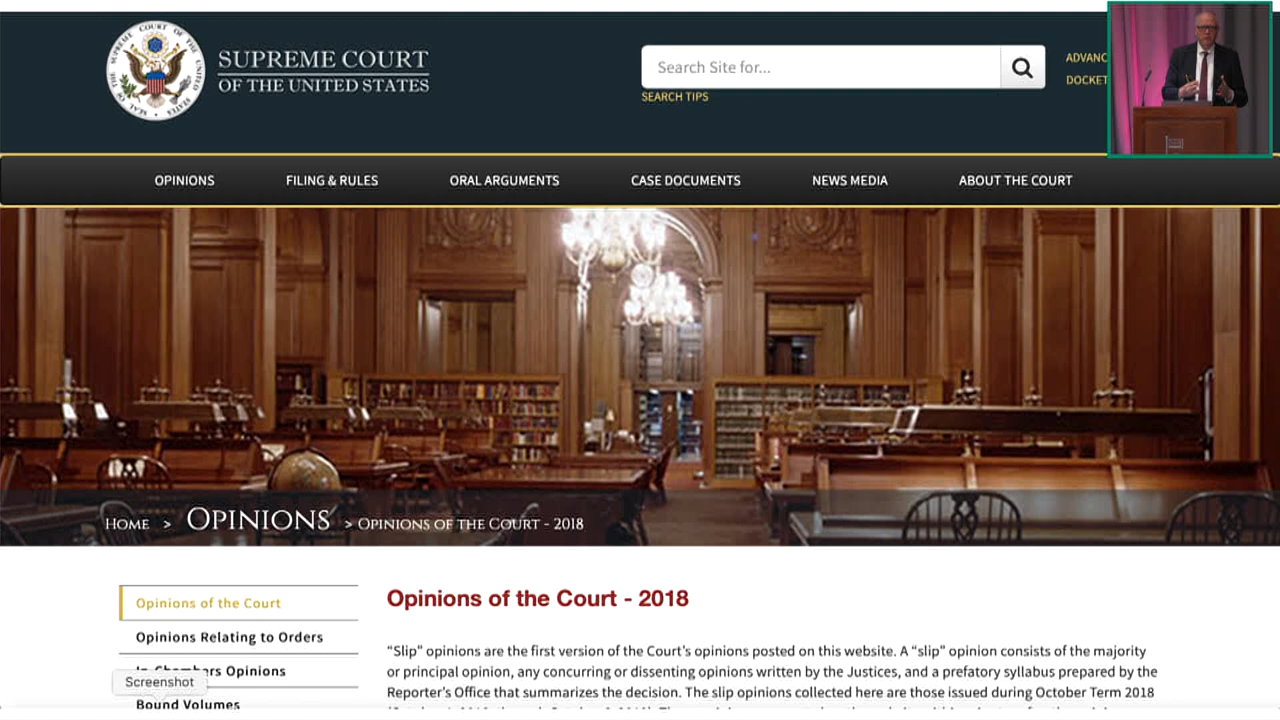 SUPREME COURT
OF THE UNITED STATES
Search Site for...
SEARCH TIPS
DOCKET
OPINIONS
FILING & RULES
ORAL ARGUMENTS
CASE DOCUMENTS
NEWS MEDIA
ABOUT THE COURT
HOME > OPINIONS > OPINIONS OF THE COURT - 2018
Opinions of the Court
Opinions Relating to Orders
Opinions
Screenshot
Bound Volumes
Opinions of the Court - 2018
“Slip” opinions are the first version of the Court’s opinions posted on this website. A “slip” opinion consists of the majority
or principal opinion, any concurring or dissenting opinions written by the Justices, and a prefatory syllabus prepared by the
Reporter’s Office that summarizes the decision. The slip opinions collected here are those issued during October Term 2018